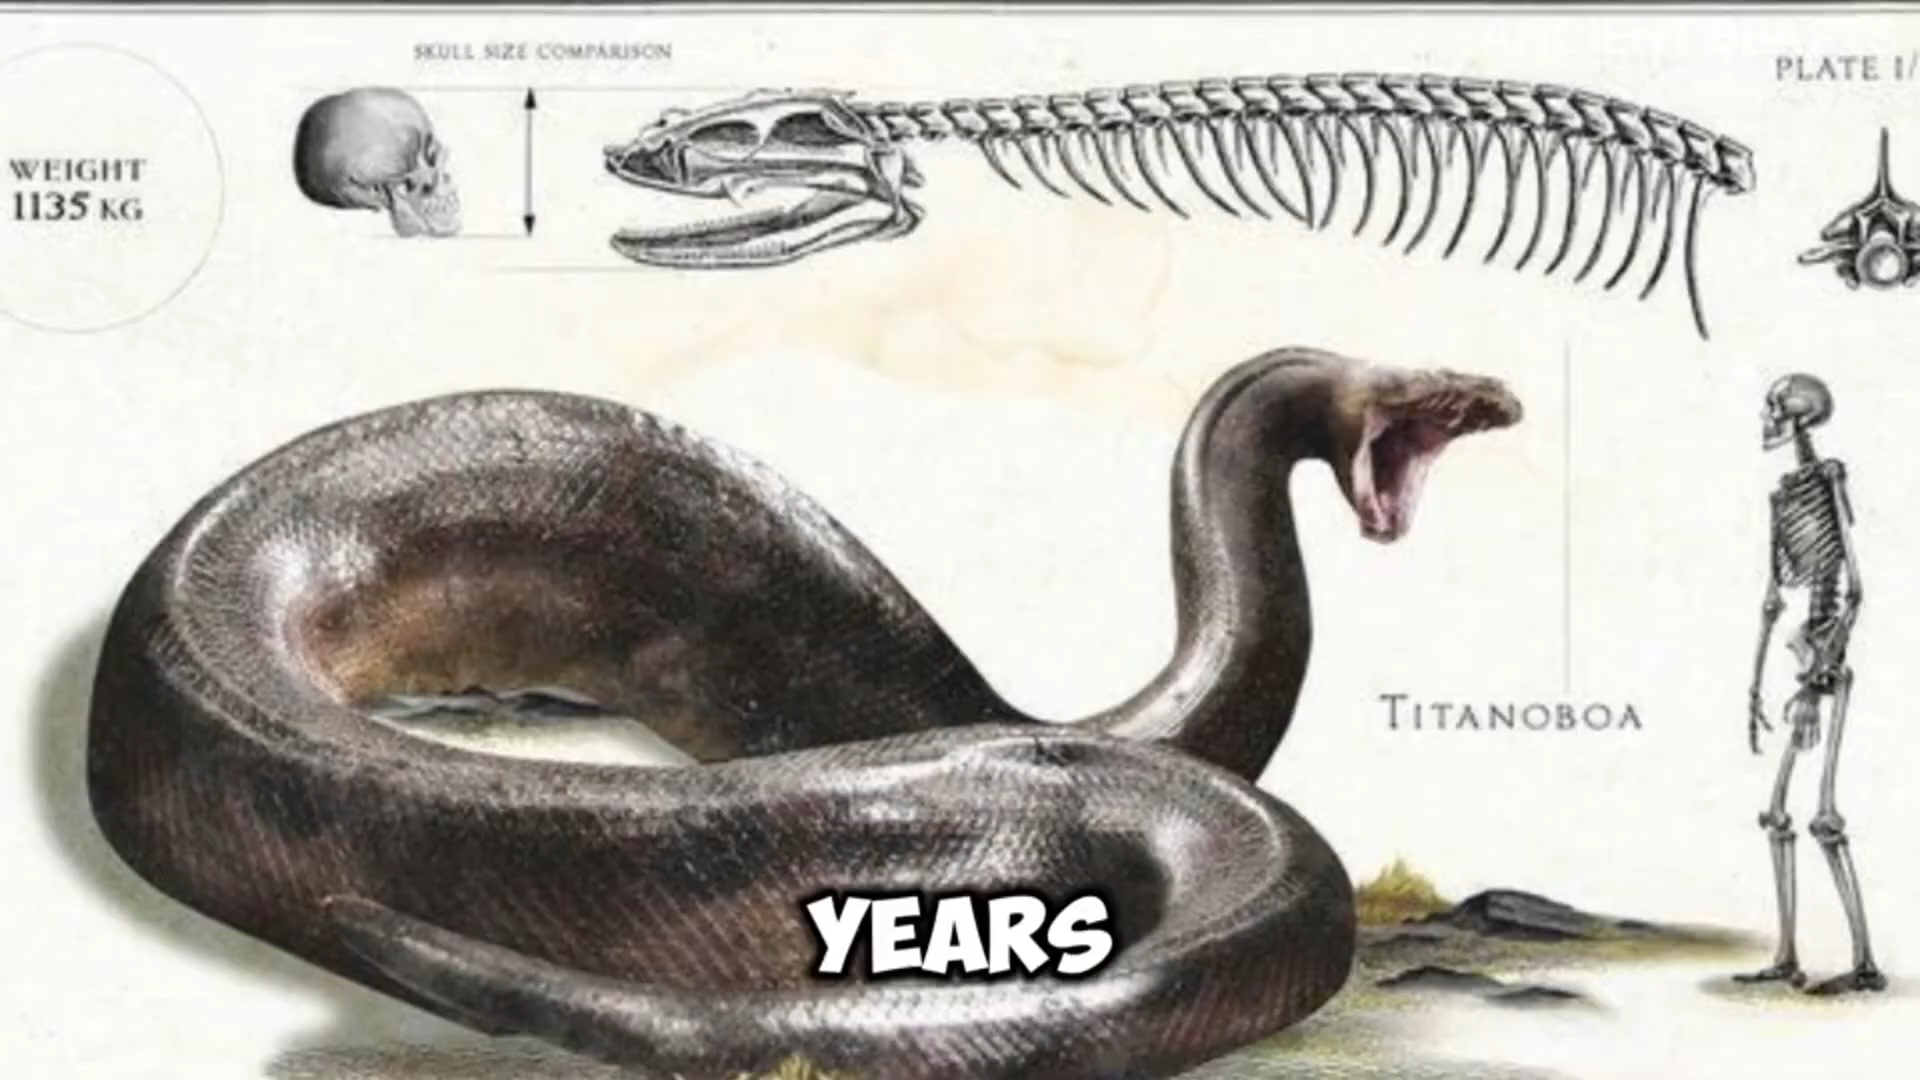 SKULL SIZE COMPARISON
PLATE 1/
WEIGHT
1135 KG
TITANOBOA
YEARS